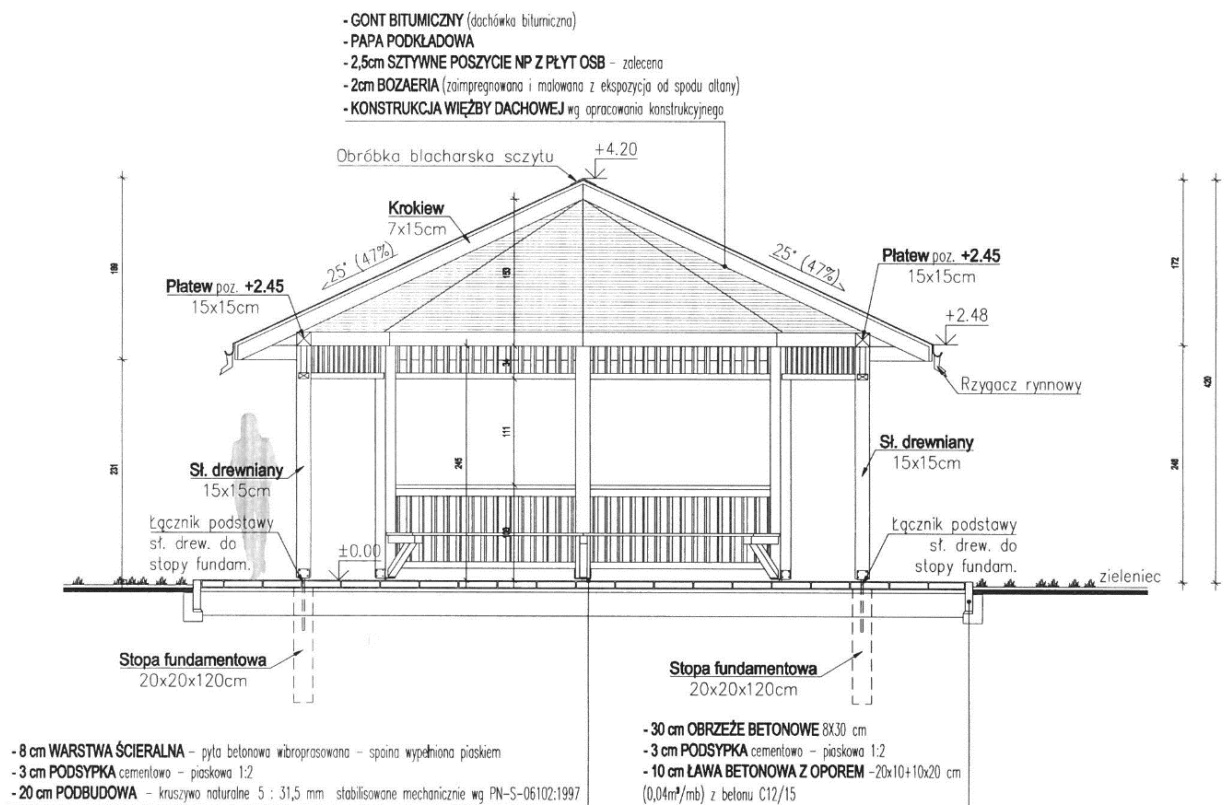 - GONT BITUMICZNY (dachówka bitumiczna)
- PAPA PODKŁADOWA
- 2,5cm SZTYWNE POSZYCIE NP Z PŁYT OSB – zalecena
- 2cm BOZAERIA (zaimpregnowana i malowana z ekspozycja od spodu altany)
- KONSTRUKCJA WIĘŹBY DACHOWEJ wg opracowania konstrukcyjnego
Obróbka blacharska sczytu
+4.20
Krokiew
7x15cm
25° (47%)
25° (47%)
Płatew poz. +2.45
15x15cm
Płatew poz. +2.45
15x15cm
189
153
172
+2.48
34
Rzygacz rynnowy
420
111
231
245
248
Sł. drewniany
15x15cm
Sł. drewniany
15x15cm
Łącznik podstawy
sł. drew. do
stopy fundam.
±0.00
Łącznik podstawy
sł. drew. do
stopy fundam.
zieleniec
Stopa fundamentowa
20x20x120cm
Stopa fundamentowa
20x20x120cm
- 8 cm WARSTWA ŚCIERALNA – pyta betonowa wibroprasowana – spoina wypełniona piaskiem
- 3 cm PODSYPKA cementowo – piaskowa 1:2
- 20 cm PODBUDOWA – kruszywo naturalne 5 : 31,5 mm stabilisowane mechanicznie wg PN-S-06102:1997
- 30 cm OBRZEŻE BETONOWE 8X30 cm
- 3 cm PODSYPKA cementowo – piaskowa 1:2
- 10 cm ŁAWA BETONOWA Z OPOREM -20x10+10x20 cm
(0,04m³/mb) z betonu C12/15